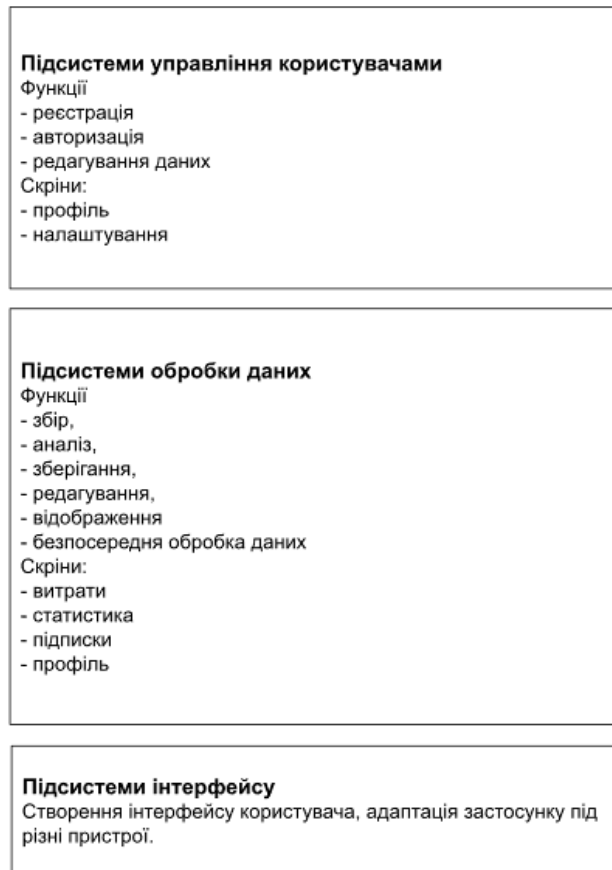 Підсистеми управління користувачами
Функції
- реєстрація
- авторизація
- редагування даних
Скріни:
- профіль
- налаштування
Підсистеми обробки даних
Функції
- збір,
- аналіз,
- зберігання,
- редагування,
- відображення
- безпосередня обробка даних
Скріни:
- витрати
- статистика
- підписки
- профіль
Підсистеми інтерфейсу
Створення інтерфейсу користувача, адаптація застосунку під
різні пристрої.